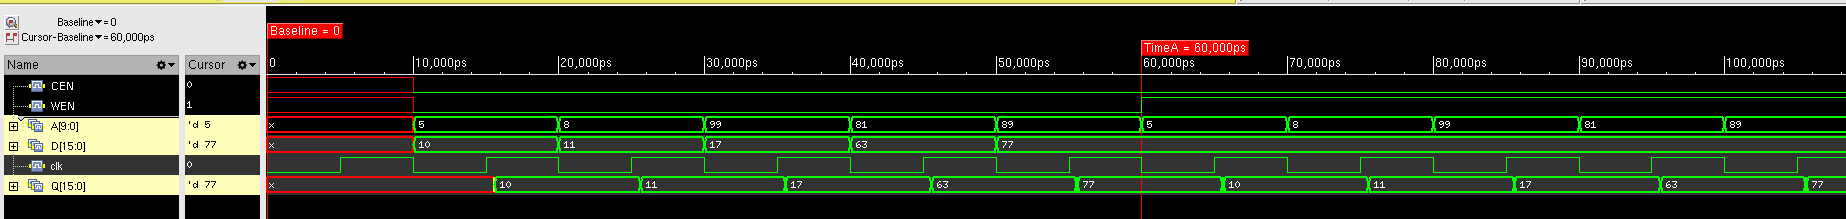 Baseline▼= 0
Cursor-Baseline▼= 60,000ps
Baseline = 0
TimeA = 60,000ps
Name Cursor
0 10,000ps 20,000ps 30,000ps 40,000ps 50,000ps 60,000ps 70,000ps 80,000ps 90,000ps 100,000ps
CEN 0
WEN 1
A[9:0] 'd 5 x 5 8 99 81 89 5 8 99 81 89
D[15:0] 'd 77 x 10 11 17 63 77
clk 0
Q[15:0] 'd 77 x 10 11 17 63 77 10 11 17 63 77